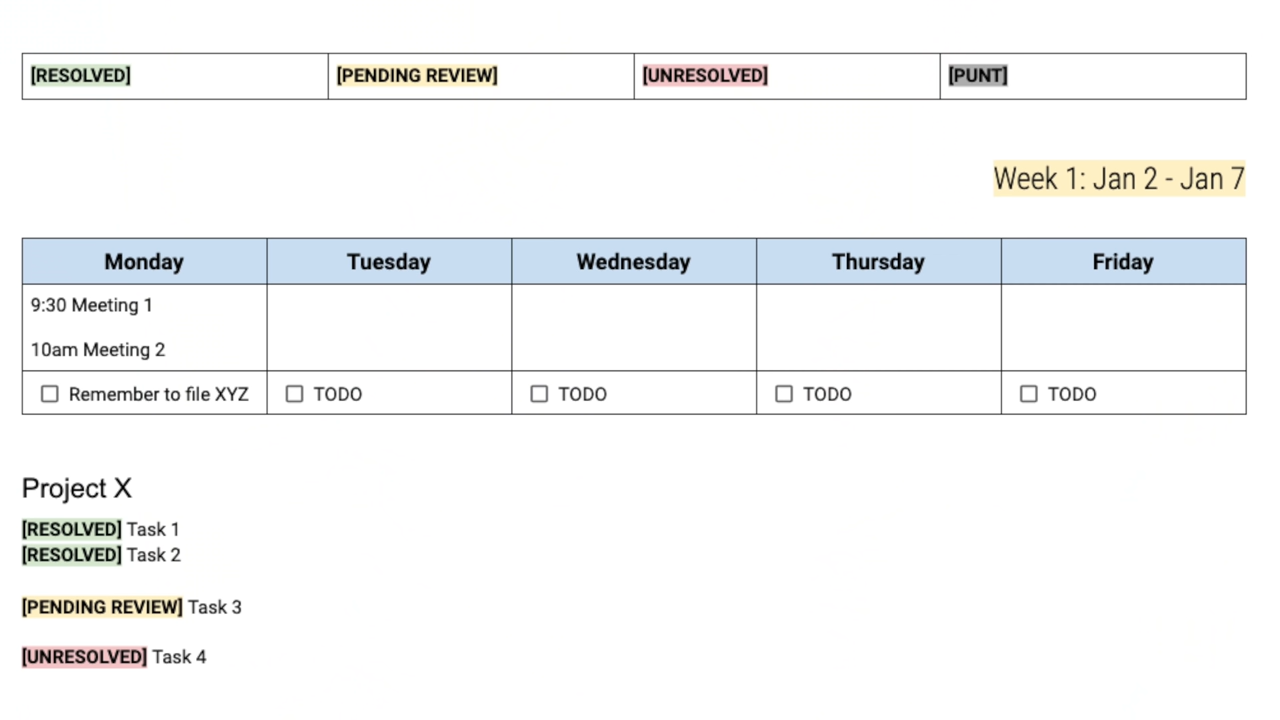 [RESOLVED] [PENDING REVIEW] [UNRESOLVED] [PUNT]
Week 1: Jan 2 - Jan 7
Monday Tuesday Wednesday Thursday Friday
9:30 Meeting 1
10am Meeting 2
Remember to file XYZ TODO TODO TODO TODO
Project X
[RESOLVED] Task 1
[RESOLVED] Task 2
[PENDING REVIEW] Task 3
[UNRESOLVED] Task 4